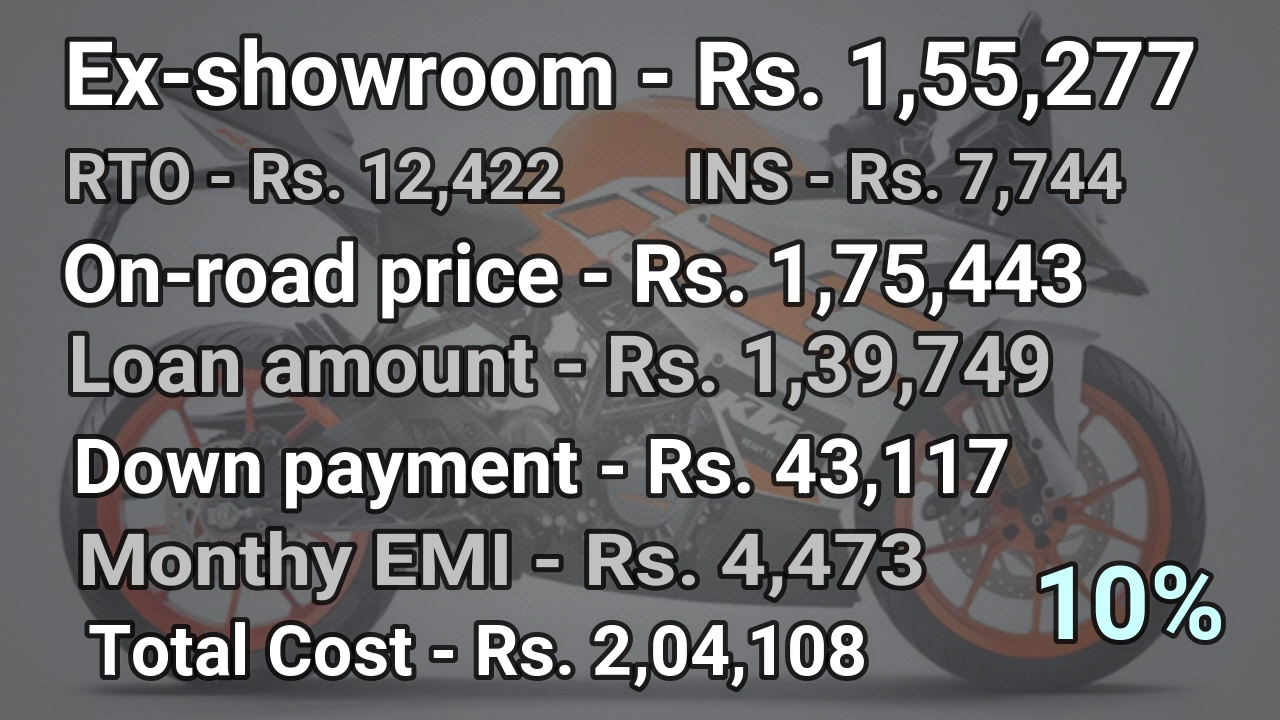 Ex-showroom - Rs. 1,55,277
RTO - Rs. 12,422 INS - Rs. 7,744
On-road price - Rs. 1,75,443
Loan amount - Rs. 1,39,749
KTM
Down payment - Rs. 43,117
Monthy EMI - Rs. 4,473
10%
Total Cost - Rs. 2,04,108